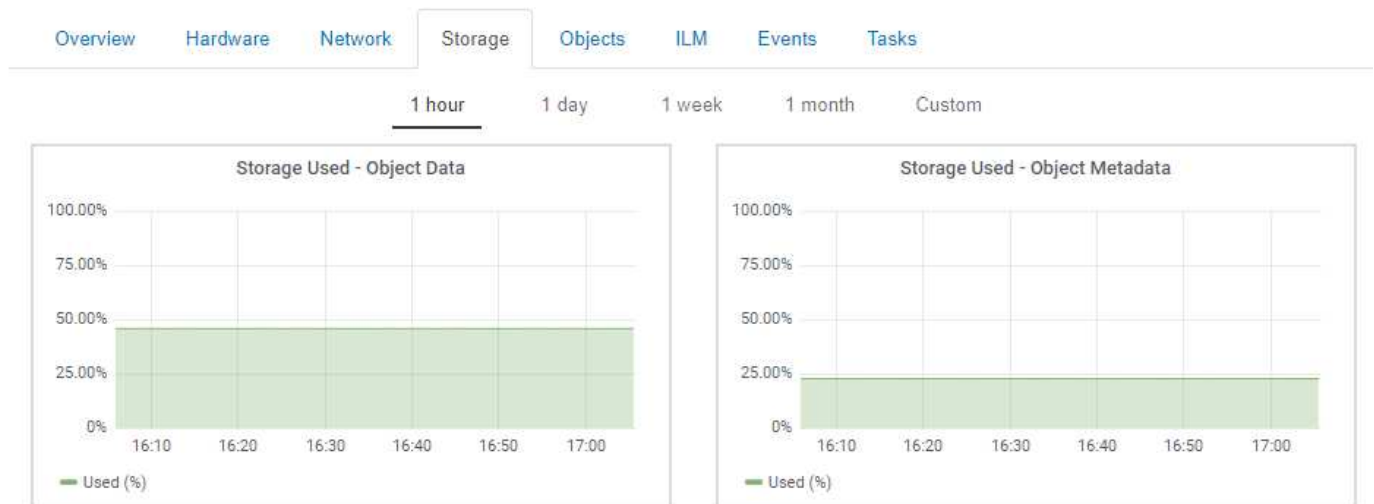 Overview Hardware Network Storage Objects ILM Events Tasks
1 hour 1 day 1 week 1 month Custom
Storage Used - Object Data
100.00%
75.00%
50.00%
25.00%
0%
16:10 16:20 16:30 16:40 16:50 17:00
Used (%)
Storage Used - Object Metadata
100.00%
75.00%
50.00%
25.00%
0%
16:10 16:20 16:30 16:40 16:50 17:00
Used (%)